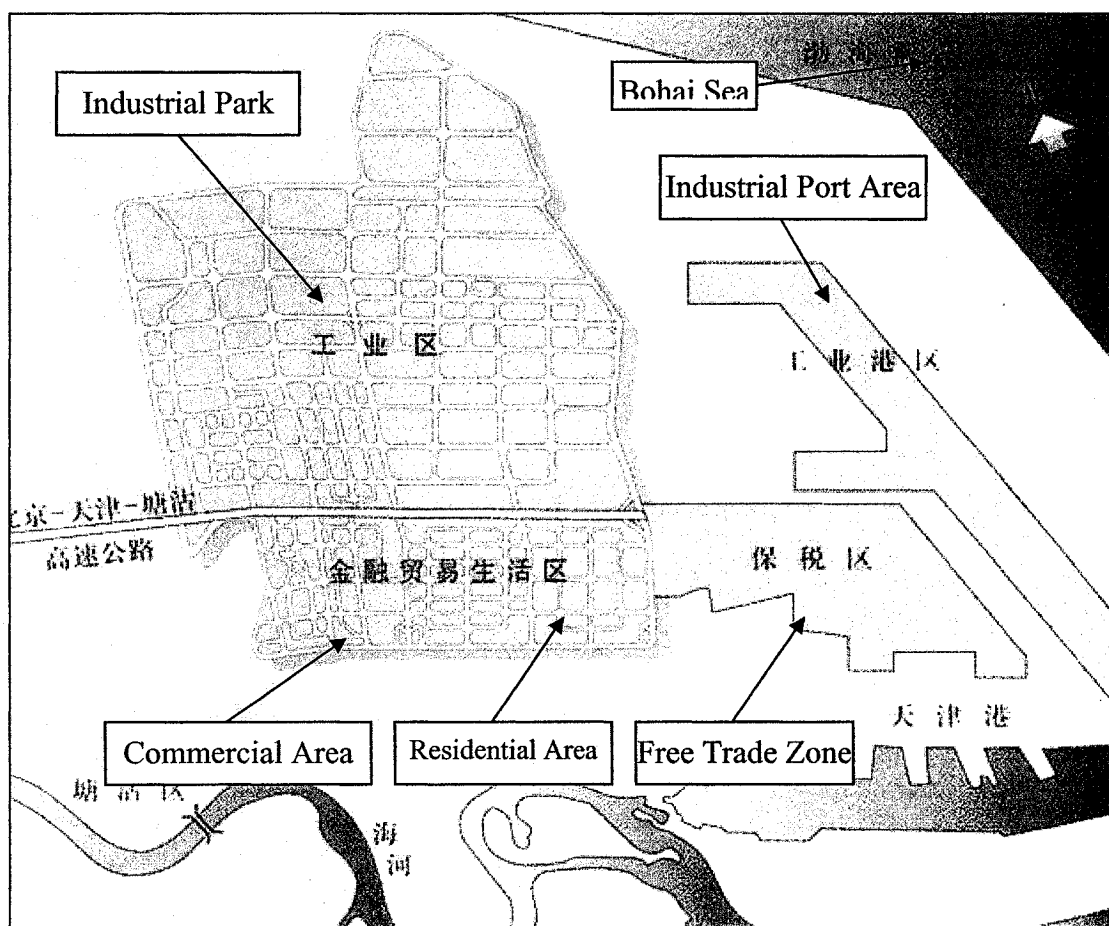 渤海
Bohai Sea
Industrial Park
Industrial Port Area
工业区
工业港区
京-天津-塘沽
高速公路
金融贸易生活区
保税区
天津港
Commercial Area
Residential Area
Free Trade Zone
塘沽区
海河